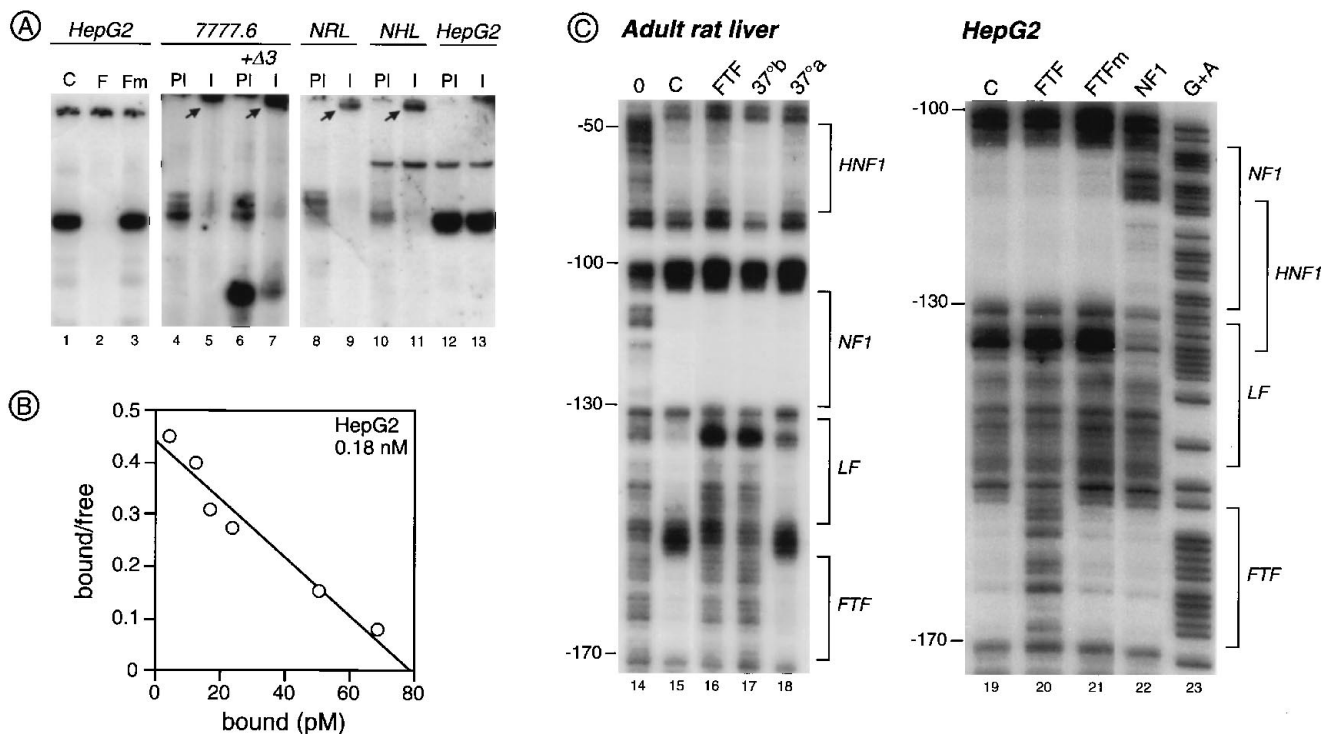 A
HepG2 7777.6 NRL NHL HepG2
+Δ3
C F Fm PI I PI I PI I PI I PI I
1 2 3 4 5 6 7 8 9 10 11 12 13
B
HepG2
0.18 nM
0.5
0.4
0.3
0.2
0.1
0
bound/free
0 20 40 60 80
bound (pM)
C Adult rat liver
0 C FTF 37°b 37°a
-50
HNF1
-100
NF1
-130
LF
FTF
-170
14 15 16 17 18
HepG2
C FTF FTFm NF1 G+A
-100
NF1
HNF1
-130
LF
FTF
-170
19 20 21 22 23